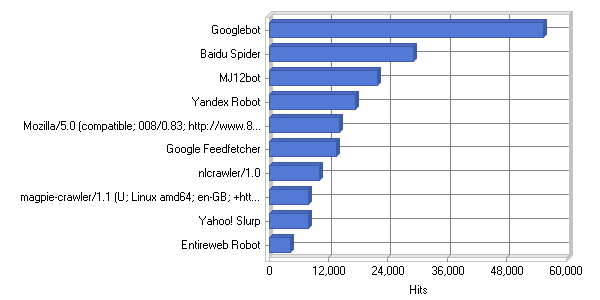 Googlebot
Baidu Spider
MJ12bot
Yandex Robot
Mozilla/5.0 (compatible; 008/0.83; http://www.8...
Google Feedfetcher
nlcrawler/1.0
magpie-crawler/1.1 (U; Linux amd64; en-GB; +htt...
Yahoo! Slurp
Entireweb Robot
0 12,000 24,000 36,000 48,000 60,000
Hits